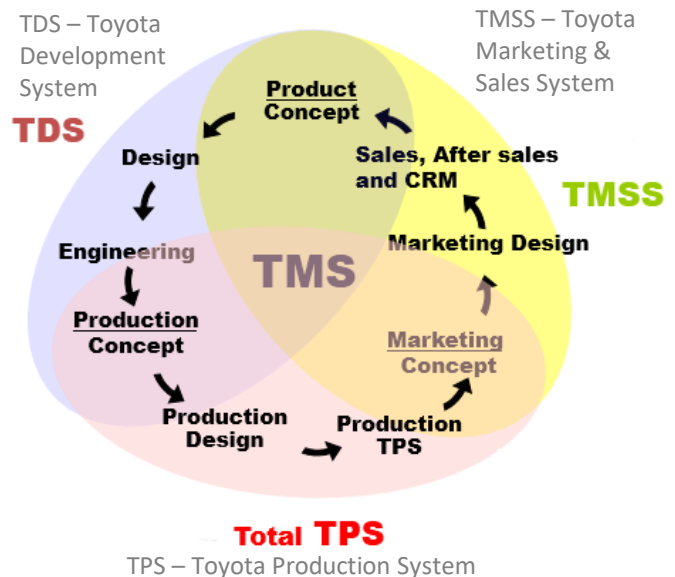 TDS – Toyota
Development
System
TDS
TMSS – Toyota
Marketing &
Sales System
TMSS
Product
Concept
Design
Engineering
Production
Concept
Production
Design
Production
TPS
Marketing
Concept
Marketing Design
Sales, After sales
and CRM
TMS
Total TPS
TPS – Toyota Production System